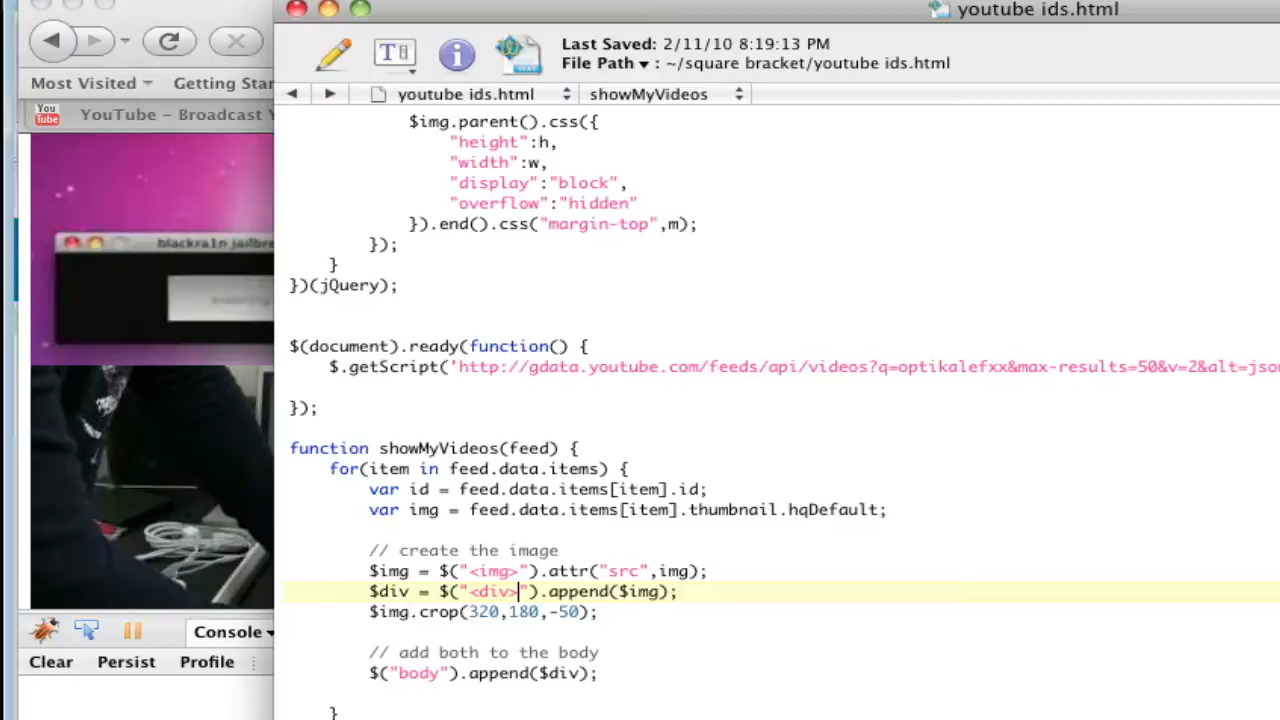 youtube ids.html
Last Saved: 2/11/10 8:19:13 PM
File Path : ~/square bracket/youtube ids.html
Most Visited Getting Star
You Tube YouTube – Broadcast Y
youtube ids.html showMyVideos
blackra1n jailbre
$img.parent().css({
"height":h,
"width":w,
"display":"block",
"overflow":"hidden"
}).end().css("margin-top",m);
});
}
})(jQuery);
$(document).ready(function() {
$.getScript('http://gdata.youtube.com/feeds/api/videos?q=optikalefxx&max-results=50&v=2&alt=jso
});
function showMyVideos(feed) {
for(item in feed.data.items) {
var id = feed.data.items[item].id;
var img = feed.data.items[item].thumbnail.hqDefault;
// create the image
$img = $("<img>").attr("src",img);
$div = $("<div>").append($img);
$img.crop(320,180,-50);
// add both to the body
$("body").append($div);
}
Console
Clear Persist Profile